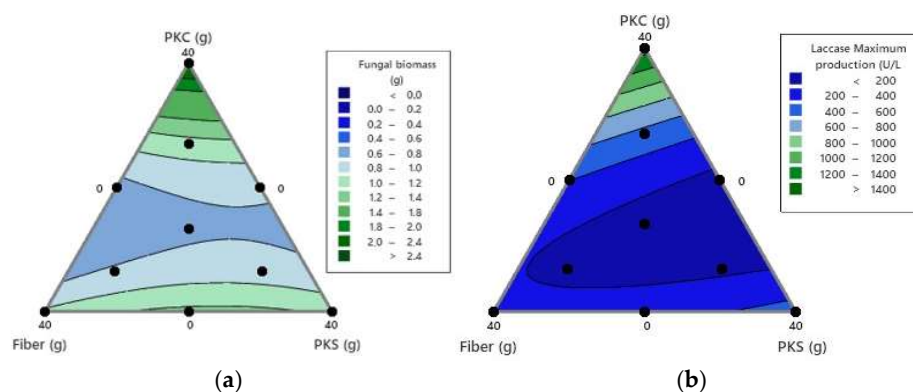 PKC (g)
40
0
0
40
0
40
Fiber (g)
PKS (g)
Fungal biomass
(g)
< 0.0
0.0 – 0.2
0.2 – 0.4
0.4 – 0.6
0.6 – 0.8
0.8 – 1.0
1.0 – 1.2
1.2 – 1.4
1.4 – 1.8
1.8 – 2.0
2.0 – 2.4
> 2.4
(a)
PKC (g)
40
0
0
40
0
40
Fiber (g)
PKS (g)
Laccase Maximum
production (U/L
< 200
200 – 400
400 – 600
600 – 800
800 – 1000
1000 – 1200
1200 – 1400
> 1400
(b)